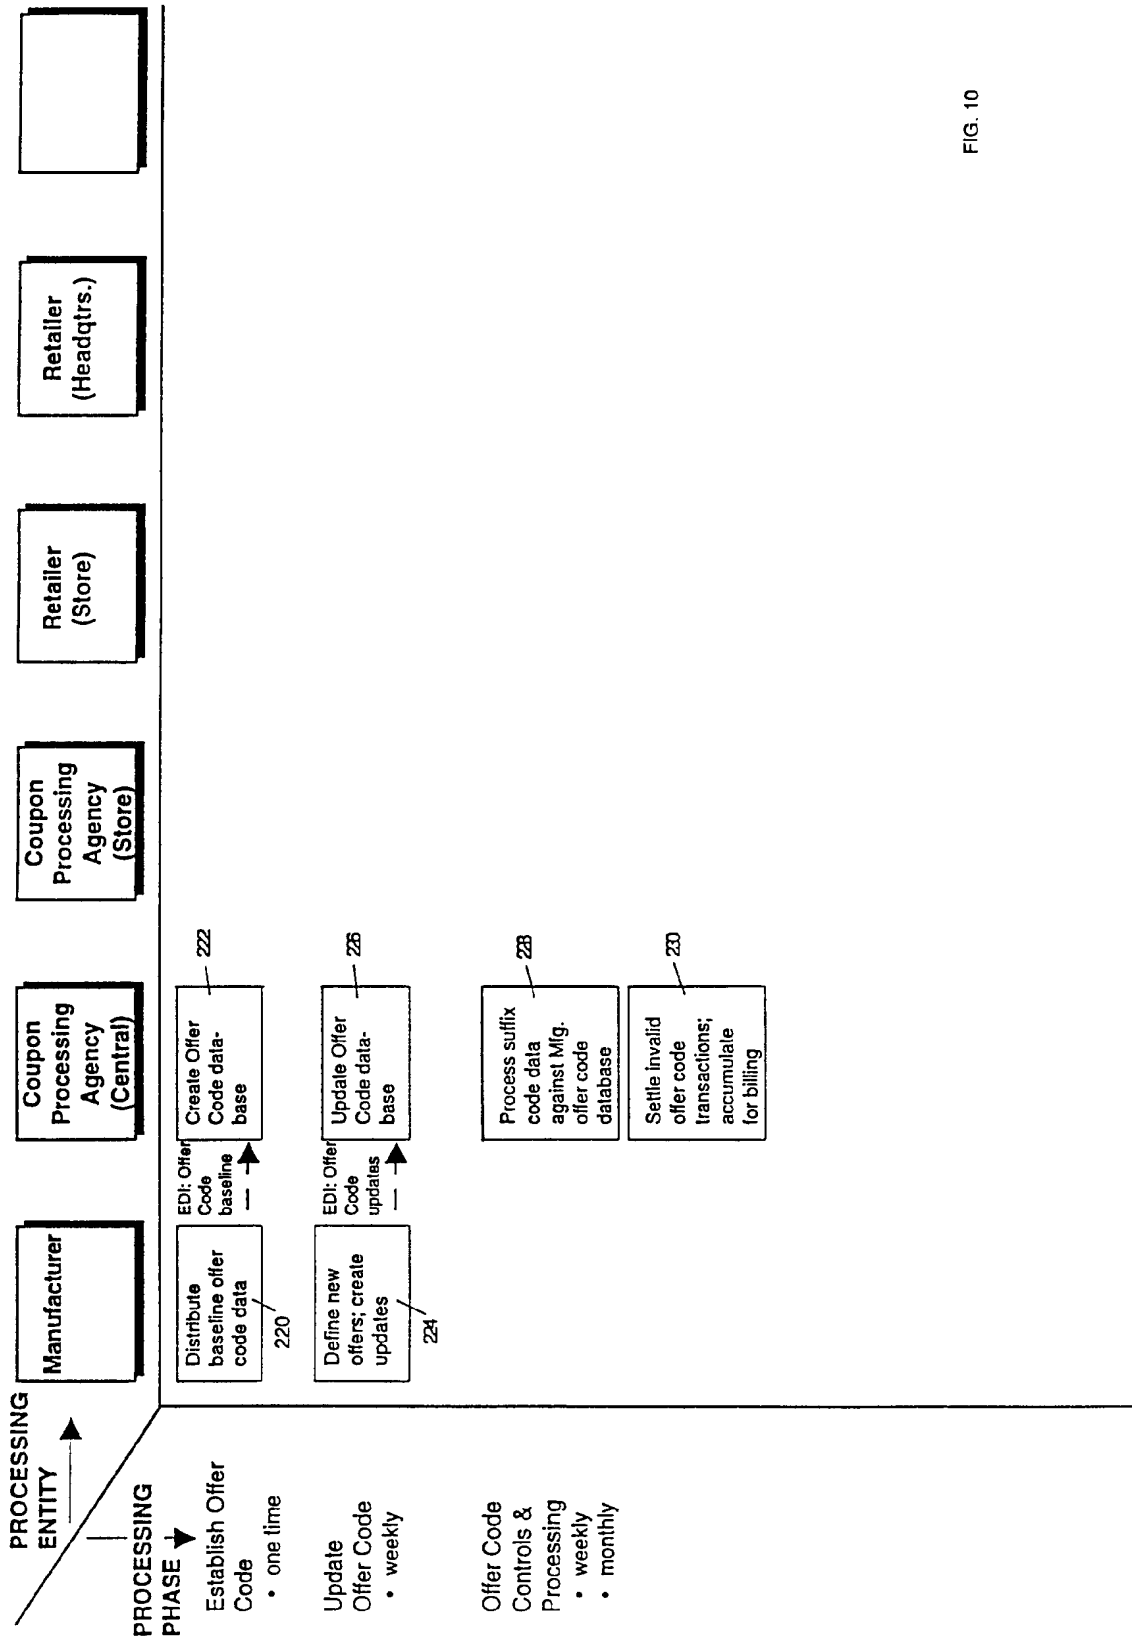 PROCESSING
ENTITY
PROCESSING
PHASE
Manufacturer
Coupon
Processing
Agency
(Central)
Coupon
Processing
Agency
(Store)
Retailer
(Store)
Retailer
(Headqtrs.)
Establish Offer
Code
• one time
Distribute
baseline offer
code data
220
EDI: Offer
Code
baseline
Create Offer
Code data-
base
222
Update
Offer Code
• weekly
Define new
offers; create
updates
224
EDI: Offer
Code
updates
Update Offer
Code data-
base
226
Offer Code
Controls &
Processing
• weekly
• monthly
Process suffix
code data
against Mfg.
offer code
database
228
Settle invalid
offer code
transactions;
accumulate
for billing
230
FIG. 10